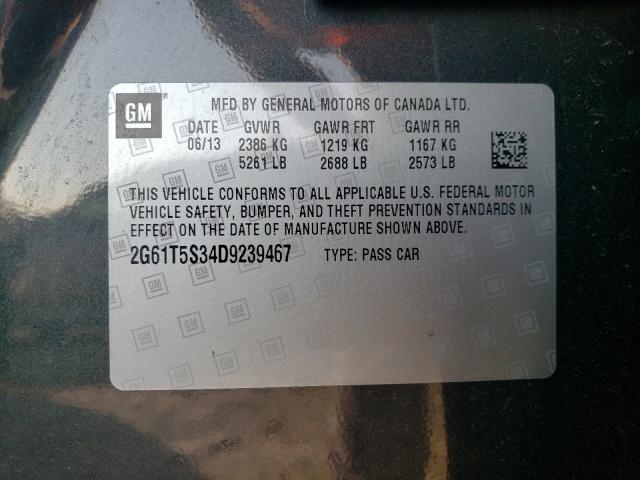 GM
MFD BY GENERAL MOTORS OF CANADA LTD.
DATE GVWR GAWR FRT GAWR RR
06/13 2386 KG 1219 KG 1167 KG
5261 LB 2688 LB 2573 LB
THIS VEHICLE CONFORMS TO ALL APPLICABLE U.S. FEDERAL MOTOR
VEHICLE SAFETY, BUMPER, AND THEFT PREVENTION STANDARDS IN
EFFECT ON THE DATE OF MANUFACTURE SHOWN ABOVE.
2G61T5S34D9239467 TYPE: PASS CAR